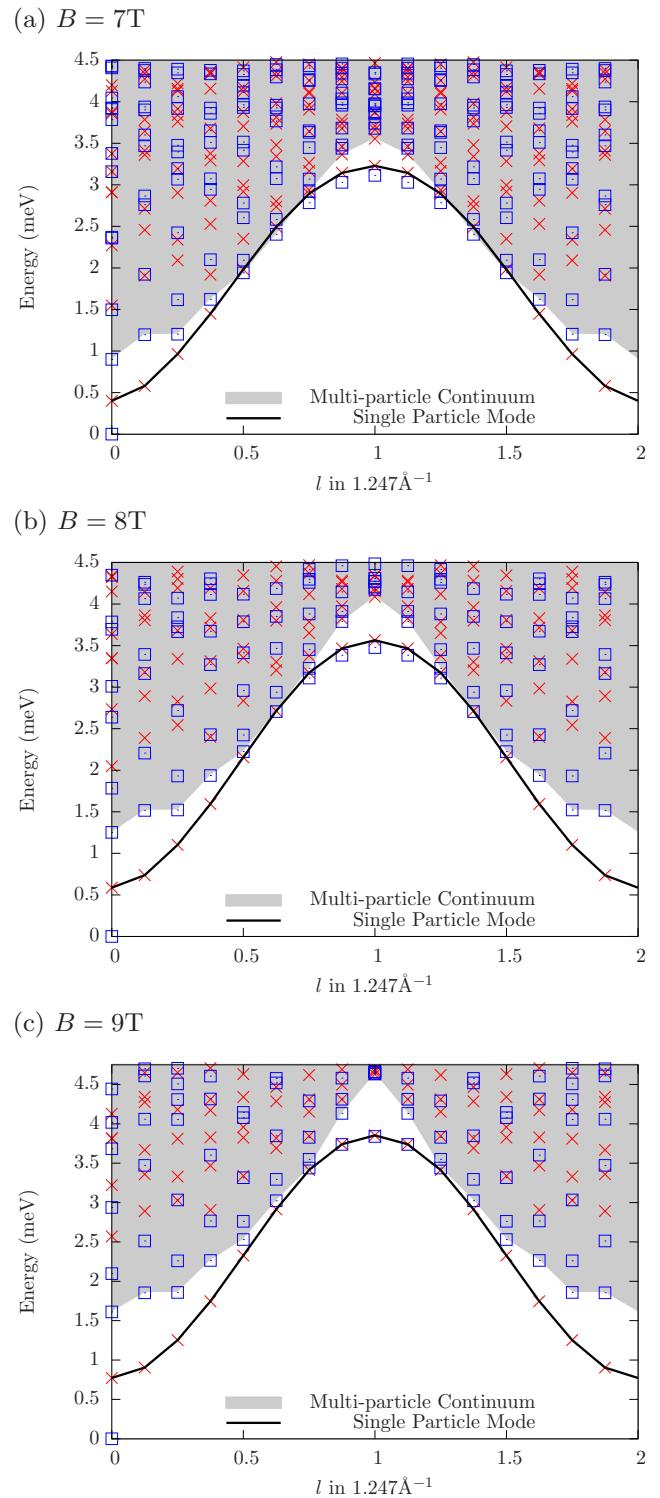 (a) B = 7T
4.5
4
3.5
3
2.5
2
1.5
1
0.5
0
Energy (meV)
Multi-particle Continuum
Single Particle Mode
0 0.5 1 1.5 2
l in 1.247Å⁻¹
(b) B = 8T
4.5
4
3.5
3
2.5
2
1.5
1
0.5
0
Energy (meV)
Multi-particle Continuum
Single Particle Mode
0 0.5 1 1.5 2
l in 1.247Å⁻¹
(c) B = 9T
4.5
4
3.5
3
2.5
2
1.5
1
0.5
0
Energy (meV)
Multi-particle Continuum
Single Particle Mode
0 0.5 1 1.5 2
l in 1.247Å⁻¹